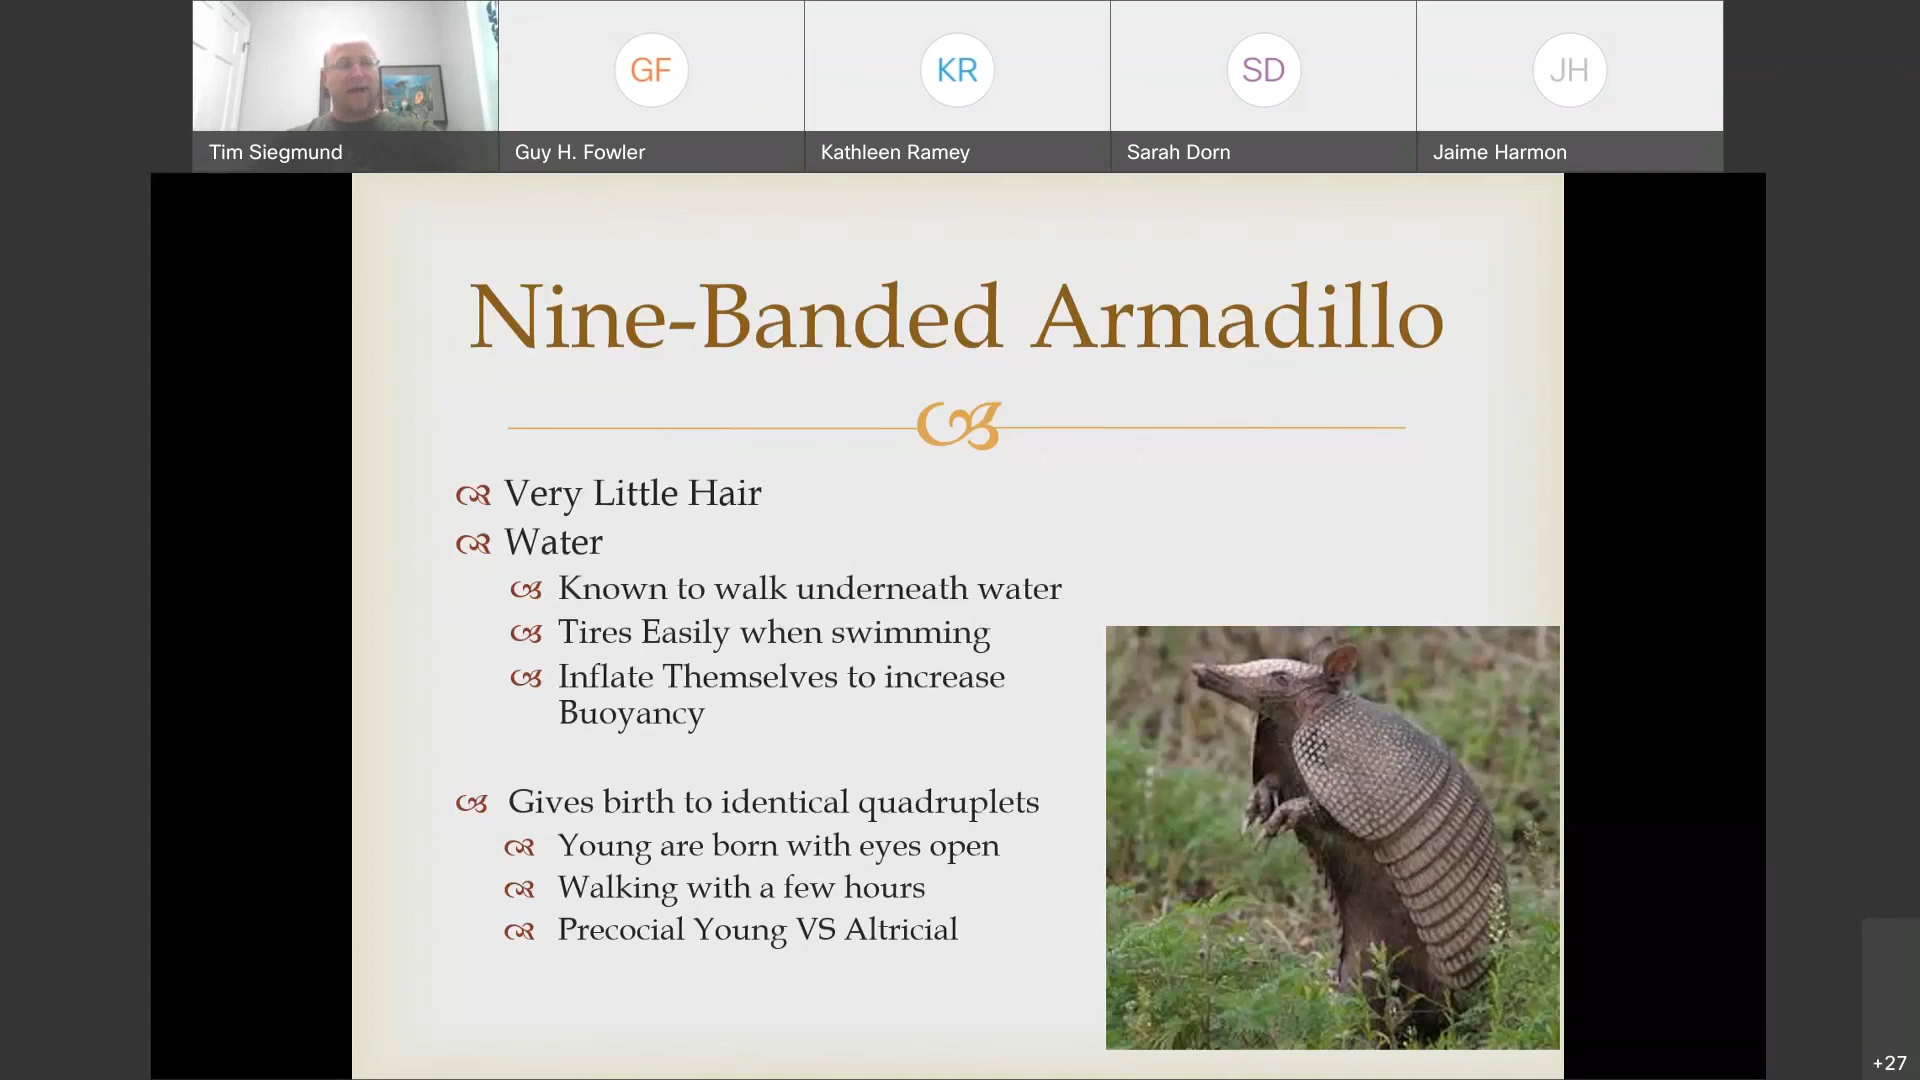 GF
KR
SD
JH
Tim Siegmund
Guy H. Fowler
Kathleen Ramey
Sarah Dorn
Jaime Harmon
Nine-Banded Armadillo
Very Little Hair
Water
Known to walk underneath water
Tires Easily when swimming
Inflate Themselves to increase
Buoyancy
Gives birth to identical quadruplets
Young are born with eyes open
Walking with a few hours
Precocial Young VS Altricial
+27